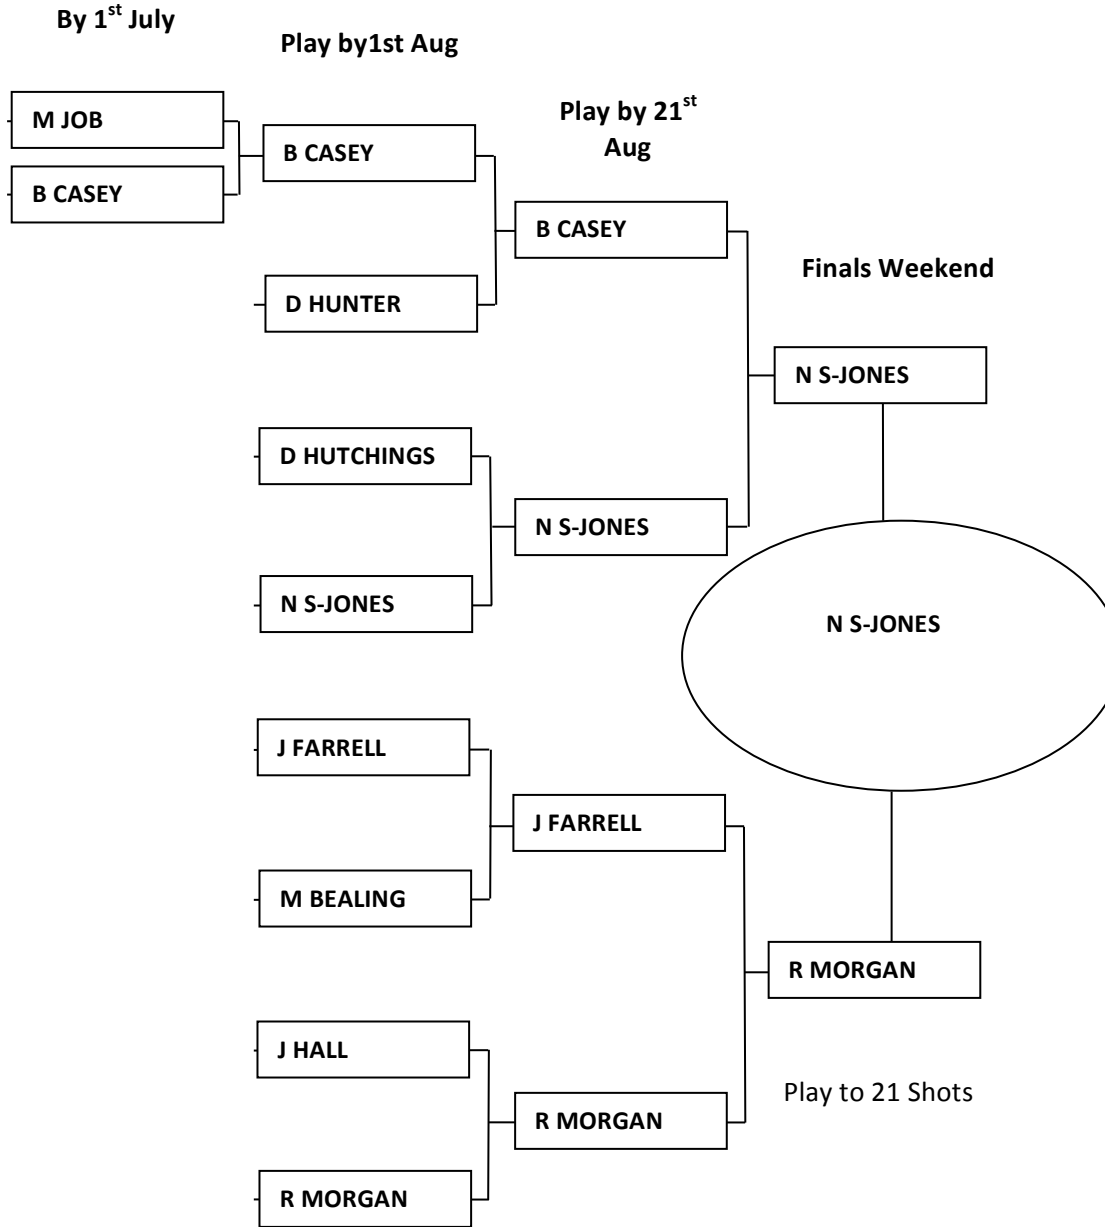 By 1st July
Play by1st Aug
Play by 21st
Aug
Finals Weekend
M JOB
B CASEY
B CASEY
D HUNTER
D HUTCHINGS
N S-JONES
J FARRELL
M BEALING
J HALL
R MORGAN
B CASEY
N S-JONES
J FARRELL
R MORGAN
N S-JONES
R MORGAN
N S-JONES
Play to 21 Shots